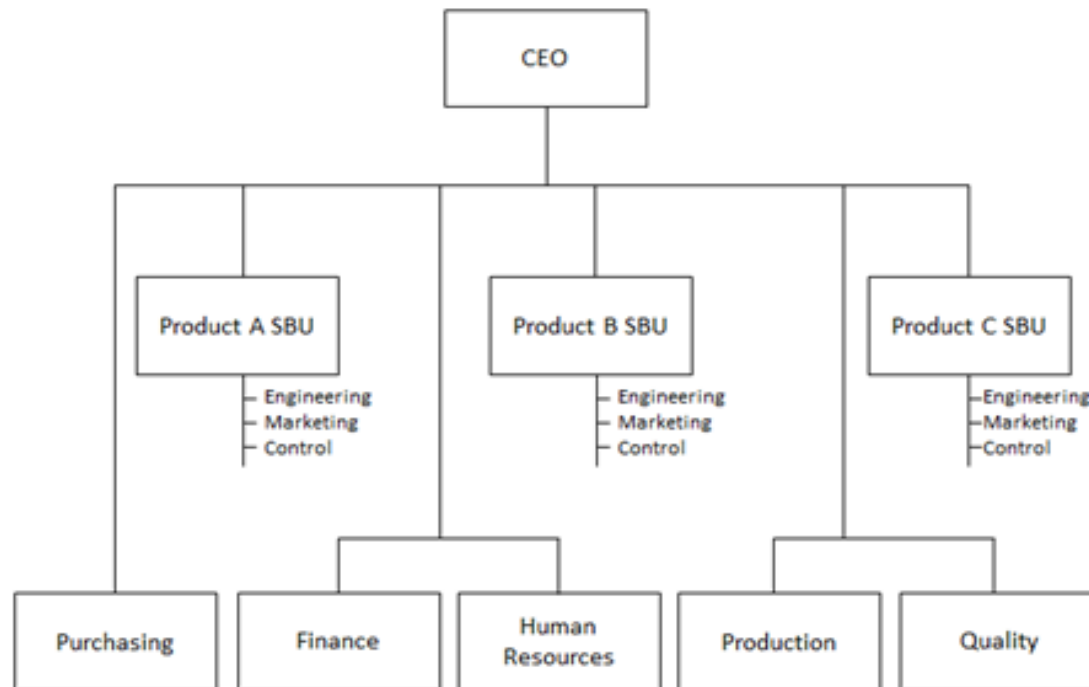 CEO
Product A SBU
Product B SBU
Product C SBU
Engineering
Marketing
Control
Engineering
Marketing
Control
Engineering
Marketing
Control
Purchasing
Finance
Human
Resources
Production
Quality